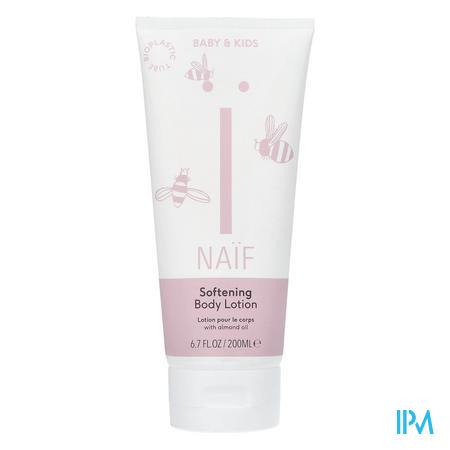 BABY & KIDS
BIOPLASTIC TUBE
Ï
NAÏF
Softening
Body Lotion
Lotion pour le corps
with almond oil
6.7 FL.OZ / 200ML ℮
IPM